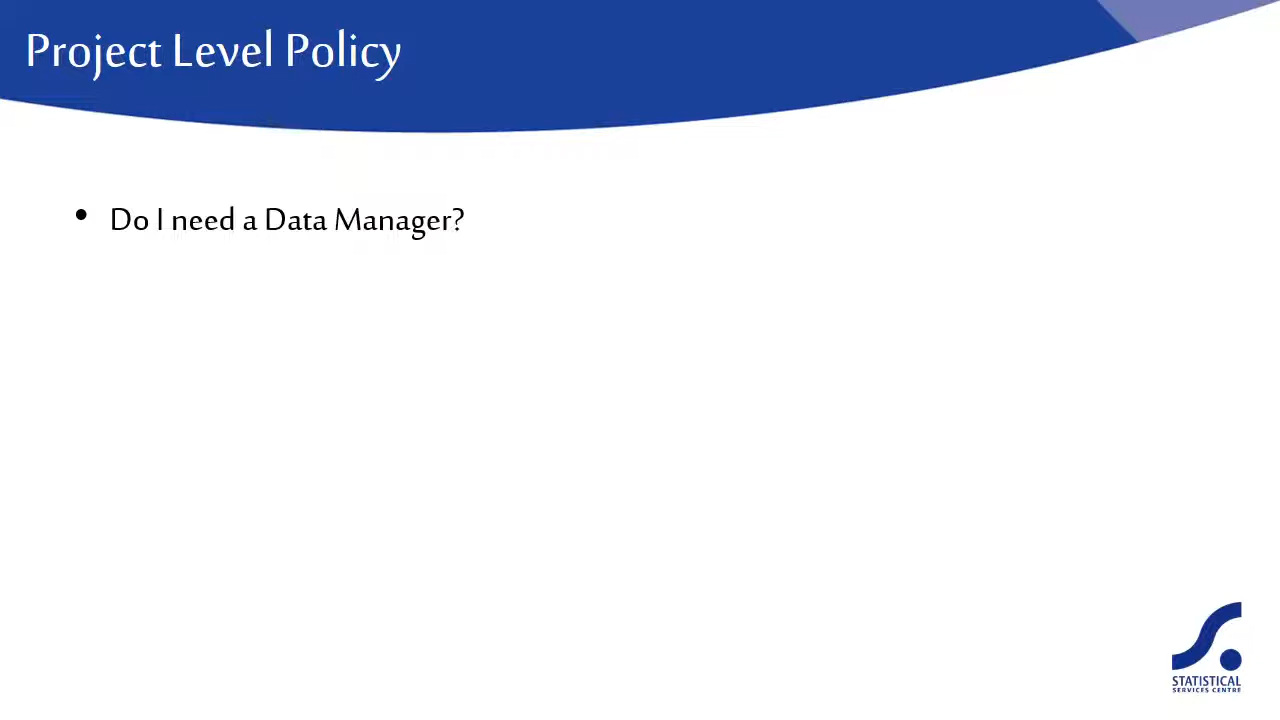 Project Level Policy
• Do I need a Data Manager?
STATISTICAL
SERVICES CENTRE